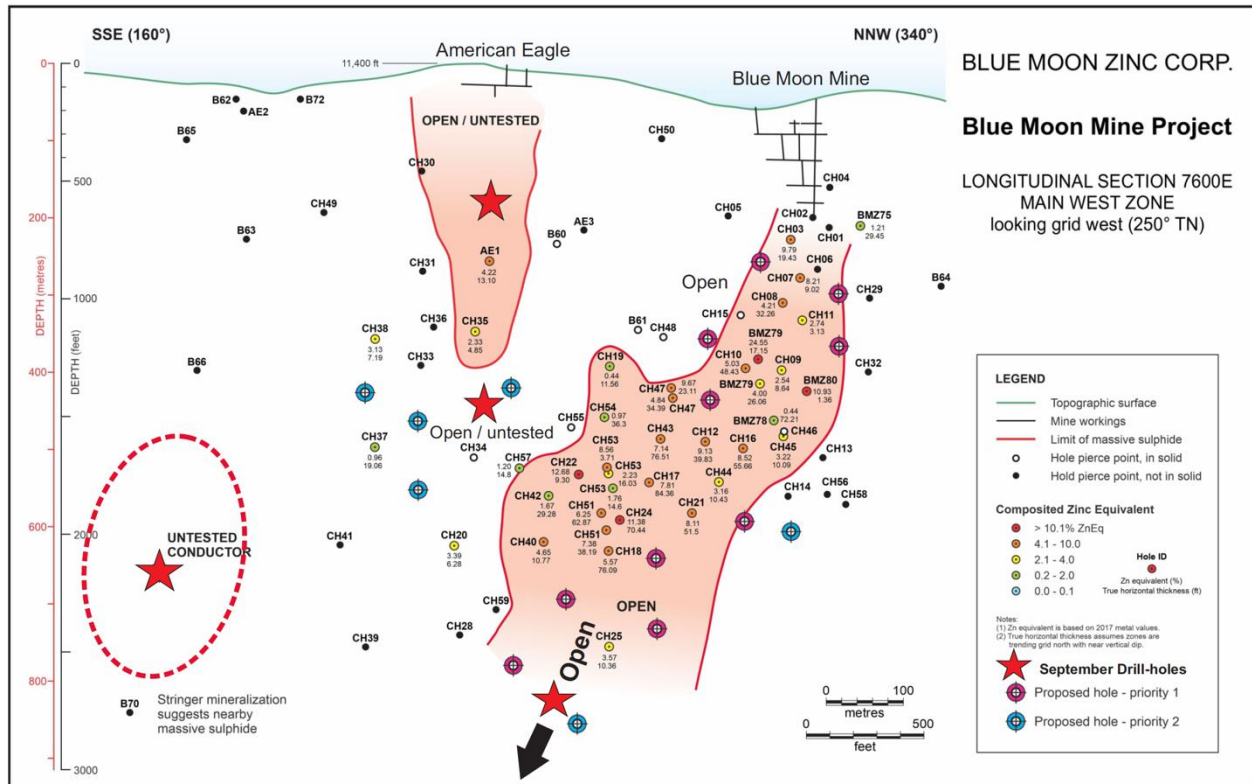 SSE (160°)
American Eagle
NNW (340°)
11,400 ft
Blue Moon Mine
BLUE MOON ZINC CORP.
Blue Moon Mine Project
LONGITUDINAL SECTION 7600E
MAIN WEST ZONE
looking grid west (250° TN)
DEPTH (metres)
0
200
400
600
800
DEPTH (feet)
0
500
1000
2000
3000
B62
AE2
B72
B65
OPEN / UNTESTED
CH50
CH30
CH04
CH49
CH05
CH02
BMZ75
1.21
29.45
B63
AE3
B60
CH03
9.79
19.43
CH01
AE1
4.22
13.10
CH31
Open
CH06
CH07
8.21
9.02
CH29
B64
CH08
4.21
32.26
CH15
CH11
2.74
3.13
CH36
CH35
2.33
4.85
B61
CH48
CH38
3.13
7.19
CH33
B66
CH19
0.44
11.56
BMZ79
24.55
17.15
CH10
5.03
48.43
CH09
2.54
8.64
CH32
CH47
9.67
23.11
4.84
34.39
CH47
BMZ79
4.00
26.06
BMZ80
10.93
1.36
Open / untested
CH54
0.97
36.3
CH55
BMZ78
0.44
72.21
CH46
CH37
0.96
19.06
CH34
CH43
7.14
76.51
CH12
9.13
39.83
CH16
8.52
55.66
CH45
3.22
10.09
CH13
CH57
1.20
14.8
CH53
8.56
3.71
CH22
12.68
9.30
CH53
2.23
16.03
CH17
7.81
84.36
CH44
3.16
10.43
CH14
CH56
CH58
CH42
1.67
29.28
CH53
1.76
14.6
CH51
6.25
62.87
CH24
11.38
70.44
CH21
8.11
51.5
CH51
7.38
38.19
CH40
4.65
10.77
CH18
5.57
76.09
CH20
3.39
6.28
CH41
UNTESTED
CONDUCTOR
CH59
OPEN
CH28
CH39
CH25
3.57
10.36
Open
B70
Stringer mineralization
suggests nearby
massive sulphide
0 100
metres
0 500
feet
LEGEND
Topographic surface
Mine workings
Limit of massive sulphide
Hole pierce point, in solid
Hold pierce point, not in solid
Composited Zinc Equivalent
> 10.1% ZnEq
4.1 - 10.0
2.1 - 4.0
0.2 - 2.0
0.0 - 0.1
Hole ID
Zn equivalent (%)
True horizontal thickness (ft)
Notes:
(1) Zn equivalent is based on 2017 metal values.
(2) True horizontal thickness assumes zones are
trending grid north with near vertical dip.
September Drill-holes
Proposed hole - priority 1
Proposed hole - priority 2